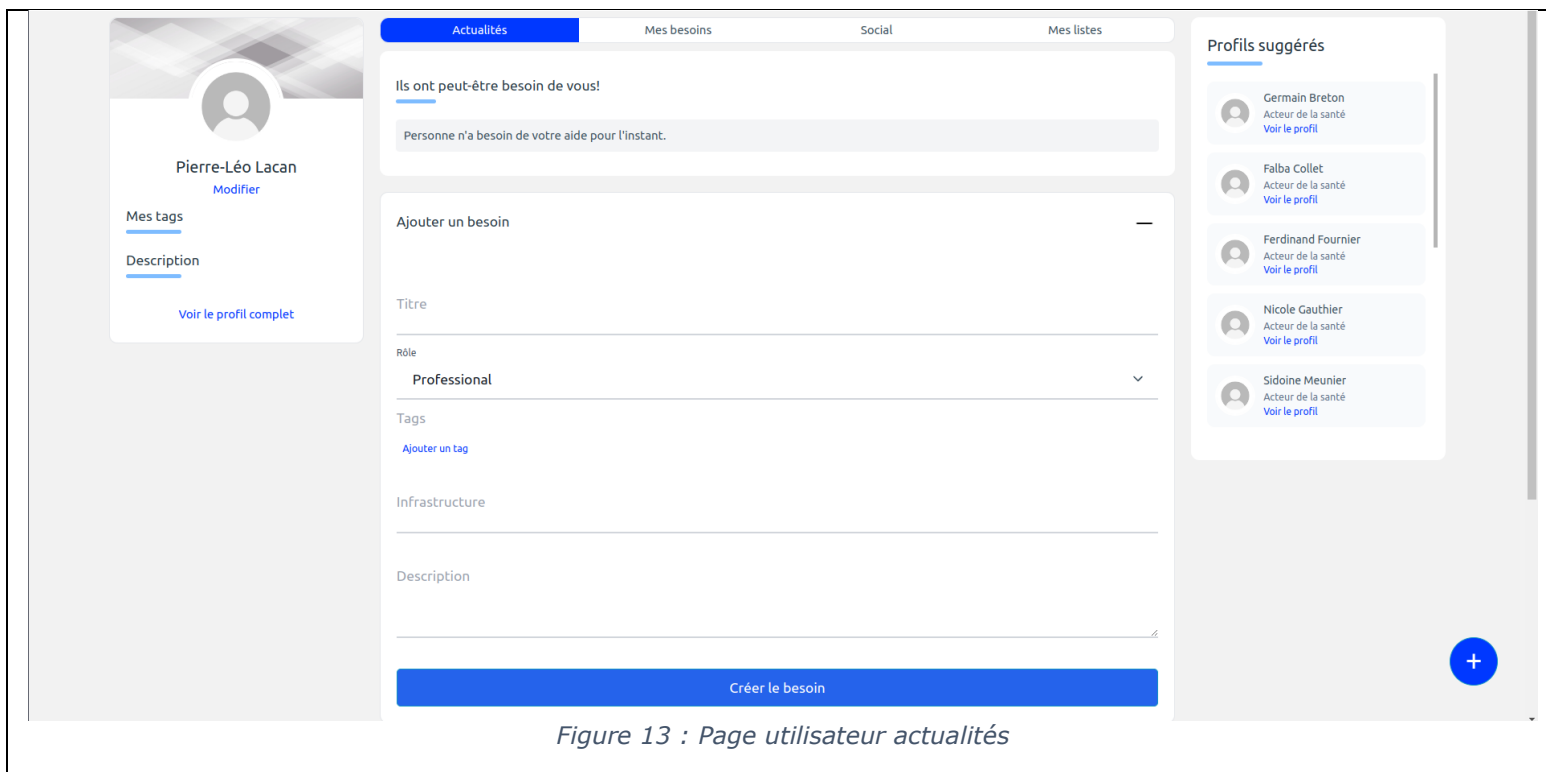 Actualités
Mes besoins
Social
Mes listes
Pierre-Léo Lacan
Modifier
Mes tags
Description
Voir le profil complet
Ils ont peut-être besoin de vous!
Personne n'a besoin de votre aide pour l'instant.
Ajouter un besoin
Titre
Rôle
Professional
Tags
Ajouter un tag
Infrastructure
Description
Créer le besoin
Profils suggérés
Germain Breton
Acteur de la santé
Voir le profil
Falba Collet
Acteur de la santé
Voir le profil
Ferdinand Fournier
Acteur de la santé
Voir le profil
Nicole Gauthier
Acteur de la santé
Voir le profil
Sidoine Meunier
Acteur de la santé
Voir le profil
+
Figure 13 : Page utilisateur actualités